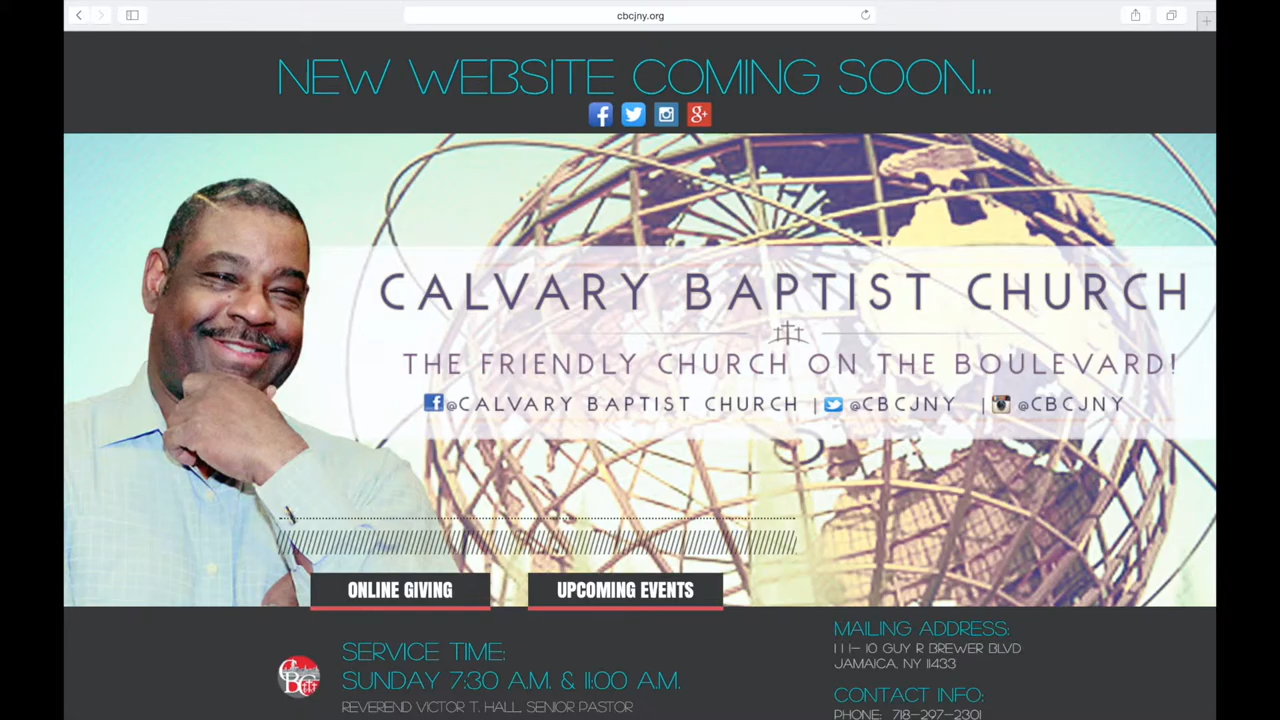 cbcjny.org
NEW WEBSITE COMING SOON...
CALVARY BAPTIST CHURCH
THE FRIENDLY CHURCH ON THE BOULEVARD!
@CALVARY BAPTIST CHURCH | @CBCJNY | @CBCJNY
ONLINE GIVING
UPCOMING EVENTS
SERVICE TIME:
SUNDAY 7:30 A.M. & 11:00 A.M.
REVEREND VICTOR T. HALL, SENIOR PASTOR
CBC
MAILING ADDRESS:
111-10 GUY R BREWER BLVD
JAMAICA, NY 11433
CONTACT INFO:
PHONE: 718-297-2301